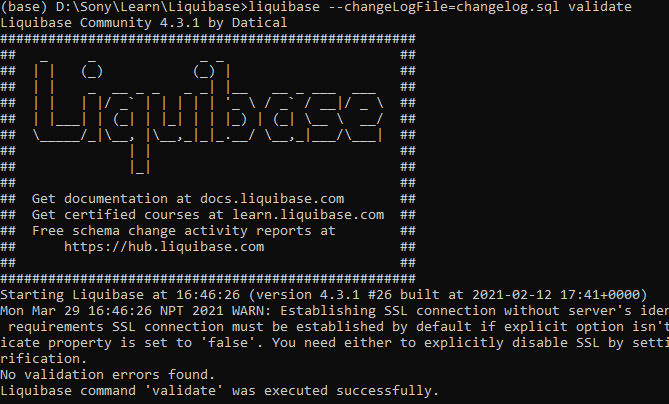 (base) D:\Sony\Learn\Liquibase>liquibase --changeLogFile=changelog.sql validate
Liquibase Community 4.3.1 by Datical
####################################################
##   _     _             _ _                      ##
##  | |   (_)           (_) |                     ##
##  | |    _  __ _ _   _ _| |__   __ _ ___  ___   ##
##  | |   | |/ _` | | | | | '_ \ / _` / __|/ _ \  ##
##  | |___| | (_| | |_| | | |_) | (_| \__ \  __/  ##
##  \_____/_|\__, |\__,_|_|_.__/ \__,_|___/\___|  ##
##              | |                               ##
##              |_|                               ##
##                                                ##
##  Get documentation at docs.liquibase.com       ##
##  Get certified courses at learn.liquibase.com  ##
##  Free schema change activity reports at        ##
##      https://hub.liquibase.com                 ##
##                                                ##
####################################################
Starting Liquibase at 16:46:26 (version 4.3.1 #26 built at 2021-02-12 17:41+0000)
Mon Mar 29 16:46:26 NPT 2021 WARN: Establishing SSL connection without server's iden
requirements SSL connection must be established by default if explicit option isn't
icate property is set to 'false'. You need either to explicitly disable SSL by setti
rification.
No validation errors found.
Liquibase command 'validate' was executed successfully.